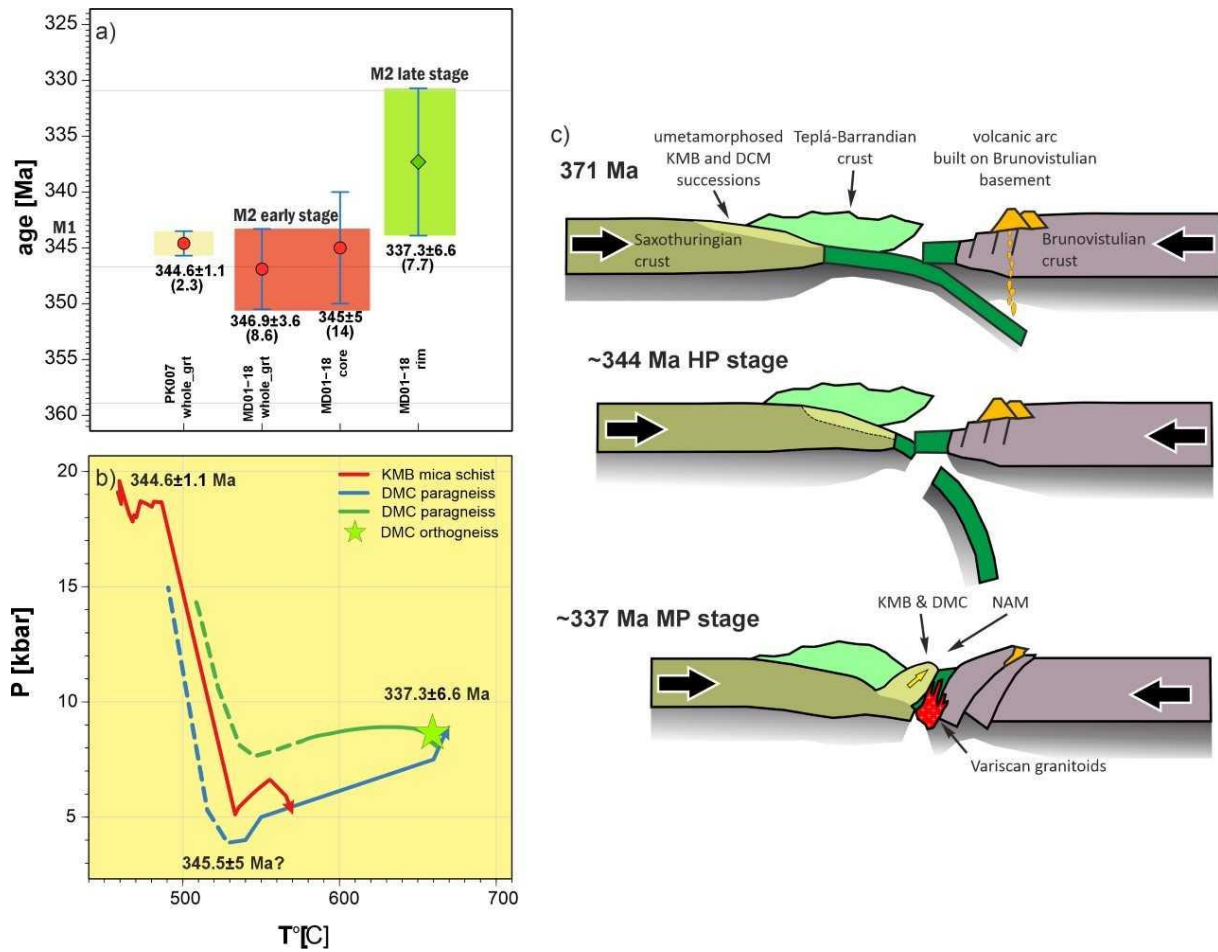 a)
325
330
335
340
345
350
355
360
age [Ma]
M1
M2 late stage
M2 early stage
344.6±1.1
(2.3)
346.9±3.6
(8.6)
345±5
(14)
337.3±6.6
(7.7)
PK007
whole_grt
MD01-18
whole_grt
MD01-18
core
MD01-18
rim
b)
20
15
10
5
P [kbar]
344.6±1.1 Ma
KMB mica schist
DMC paragneiss
DMC paragneiss
DMC orthogneiss
337.3±6.6 Ma
345.5±5 Ma?
500
600
700
T°[C]
c)
371 Ma
umetamorphosed
KMB and DCM
successions
Teplá-Barrandian
crust
volcanic arc
built on Brunovistulian
basement
Saxothuringian
crust
Brunovistulian
crust
~344 Ma HP stage
~337 Ma MP stage
KMB & DMC
NAM
Variscan granitoids